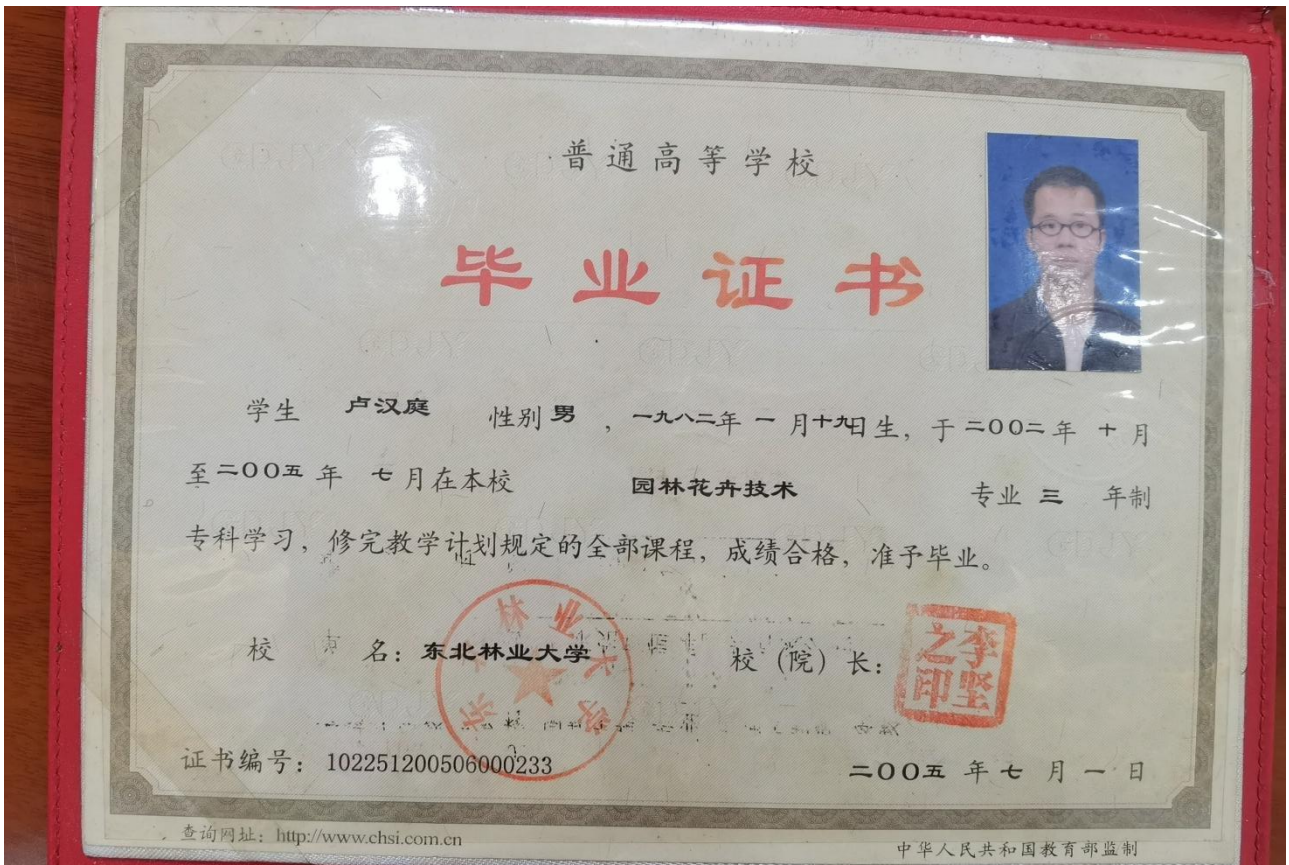 普通高等学校
毕业证书
学生 卢汉庭 性别 男 ,一九八二年 一 月十九日生,于二〇〇二年 十 月
至二〇〇五 年 七 月在本校 园林花卉技术 专业 三 年制
专科学习,修完教学计划规定的全部课程,成绩合格,准予毕业。
校 名:东北林业大学 校(院)长:
李坚之印
证书编号:102251200506000233 二〇〇五 年 七 月 一 日
查询网址:http://www.chsi.com.cn 中华人民共和国教育部监制